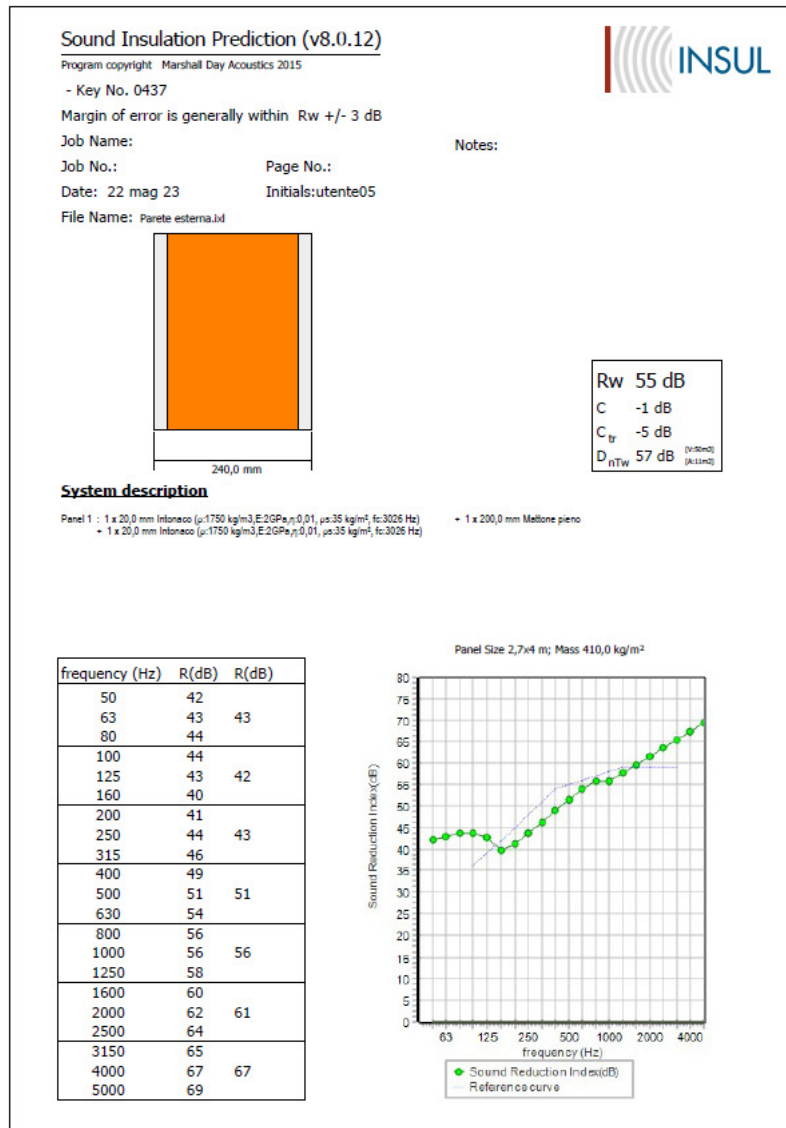 Sound Insulation Prediction (v8.0.12)
Program copyright Marshall Day Acoustics 2015
- Key No. 0437
Margin of error is generally within Rw +/- 3 dB
Job Name:
Notes:
Job No.: Page No.:
Date: 22 mag 23 Initials:utente05
File Name: Parete esterna.ixl
INSUL
240,0 mm
Rw 55 dB
C -1 dB
Ctr -5 dB
DnTw 57 dB [V:50m3] [A:11m2]
System description
Panel 1 : 1 x 20,0 mm Intonaco (ρ:1750 kg/m3,E:2GPa,η:0,01, µs:35 kg/m², fc:3026 Hz) + 1 x 200,0 mm Mattone pieno
+ 1 x 20,0 mm Intonaco (ρ:1750 kg/m3,E:2GPa,η:0,01, µs:35 kg/m², fc:3026 Hz)
frequency (Hz) R(dB) R(dB)
50 42
63 43 43
80 44
100 44
125 43 42
160 40
200 41
250 44 43
315 46
400 49
500 51 51
630 54
800 56
1000 56 56
1250 58
1600 60
2000 62 61
2500 64
3150 65
4000 67 67
5000 69
Panel Size 2,7x4 m; Mass 410,0 kg/m²
Sound Reduction Index(dB)
80
75
70
65
60
55
50
45
40
35
30
25
20
15
10
5
0
63 125 250 500 1000 2000 4000
frequency (Hz)
Sound Reduction Index(dB)
Reference curve